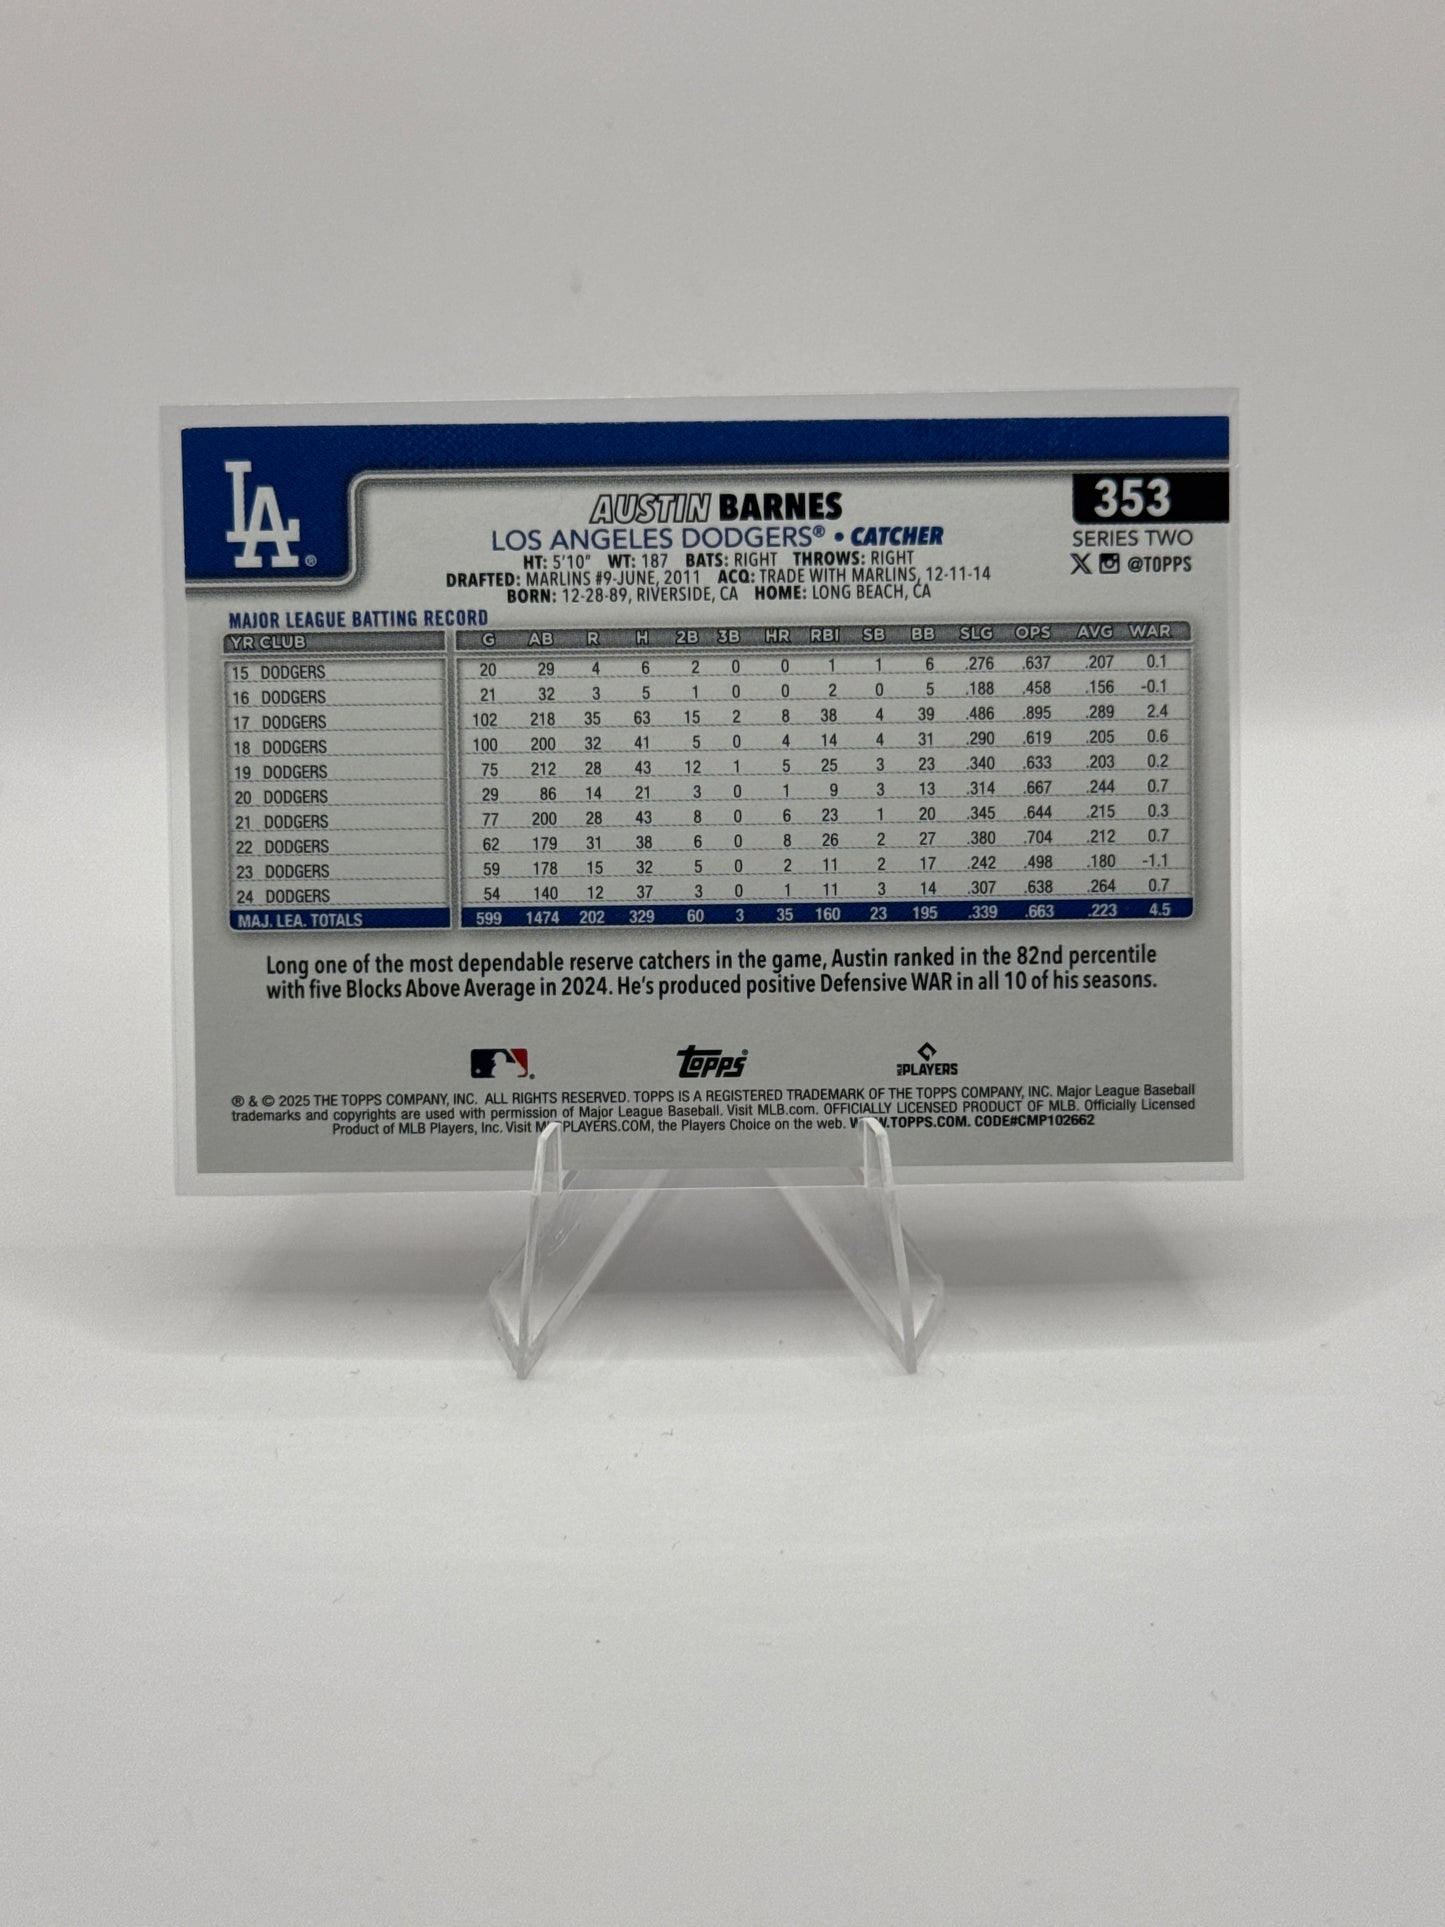 LA®
AUSTIN BARNES
LOS ANGELES DODGERS® • CATCHER
353
SERIES TWO
@TOPPS
HT: 5'10" WT: 187 BATS: RIGHT THROWS: RIGHT
DRAFTED: MARLINS #9-JUNE, 2011 ACQ: TRADE WITH MARLINS, 12-11-14
BORN: 12-28-89, RIVERSIDE, CA HOME: LONG BEACH, CA
MAJOR LEAGUE BATTING RECORD
YR CLUB G AB R H 2B 3B HR RBI SB BB SLG OPS AVG WAR
15 DODGERS 20 29 4 6 2 0 0 1 1 6 .276 .637 .207 0.1
16 DODGERS 21 32 3 5 1 0 0 2 0 5 .188 .458 .156 -0.1
17 DODGERS 102 218 35 63 15 2 8 38 4 39 .486 .895 .289 2.4
18 DODGERS 100 200 32 41 5 0 4 14 4 31 .290 .619 .205 0.6
19 DODGERS 75 212 28 43 12 1 5 25 3 23 .340 .633 .203 0.2
20 DODGERS 29 86 14 21 3 0 1 9 3 13 .314 .667 .244 0.7
21 DODGERS 77 200 28 43 8 0 6 23 1 20 .345 .644 .215 0.3
22 DODGERS 62 179 31 38 6 0 8 26 2 27 .380 .704 .212 0.7
23 DODGERS 59 178 15 32 5 0 2 11 2 17 .242 .498 .180 -1.1
24 DODGERS 54 140 12 37 3 0 1 11 3 14 .307 .638 .264 0.7
MAJ. LEA. TOTALS 599 1474 202 329 60 3 35 160 23 195 .339 .663 .223 4.5
Long one of the most dependable reserve catchers in the game, Austin ranked in the 82nd percentile
with five Blocks Above Average in 2024. He's produced positive Defensive WAR in all 10 of his seasons.
Topps® MLB PLAYERS
® & © 2025 THE TOPPS COMPANY, INC. ALL RIGHTS RESERVED. TOPPS IS A REGISTERED TRADEMARK OF THE TOPPS COMPANY, INC. Major League Baseball
trademarks and copyrights are used with permission of Major League Baseball. Visit MLB.com. OFFICIALLY LICENSED PRODUCT OF MLB. Officially Licensed
Product of MLB Players, Inc. Visit MLBPLAYERS.COM, the Players Choice on the web. WWW.TOPPS.COM. CODE#CMP102662